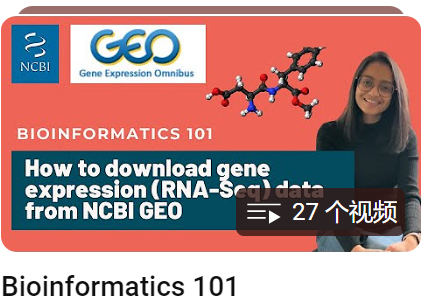 NCBI
GEO
Gene Expression Omnibus
BIOINFORMATICS 101
How to download gene
expression (RNA-Seq) data
from NCBI GEO
27 个视频
Bioinformatics 101